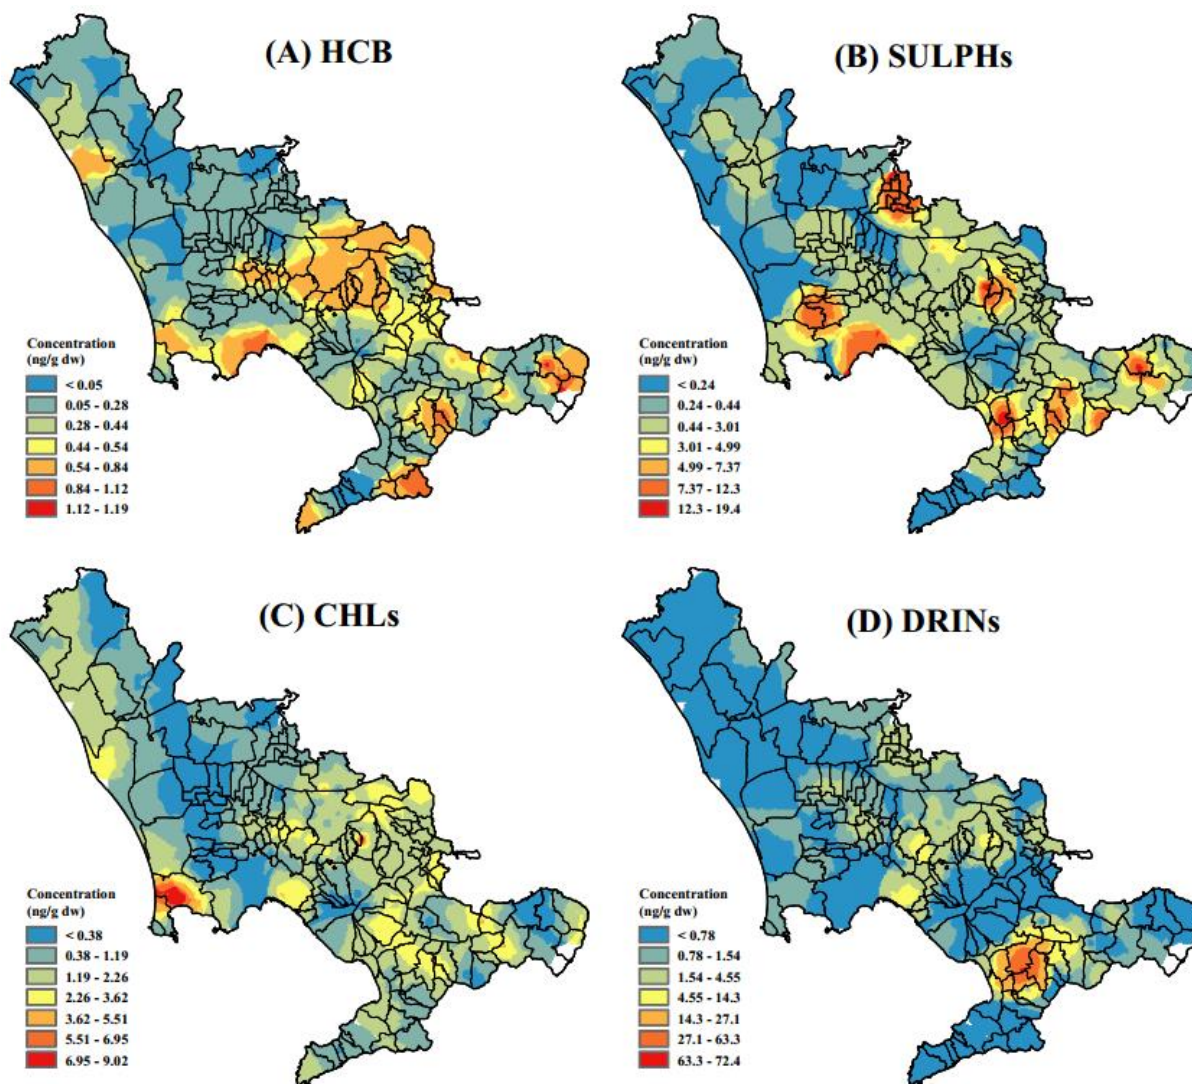 (A) HCB
Concentration
(ng/g dw)
< 0.05
0.05 - 0.28
0.28 - 0.44
0.44 - 0.54
0.54 - 0.84
0.84 - 1.12
1.12 - 1.19
(B) SULPHs
Concentration
(ng/g dw)
< 0.24
0.24 - 0.44
0.44 - 3.01
3.01 - 4.99
4.99 - 7.37
7.37 - 12.3
12.3 - 19.4
(C) CHLs
Concentration
(ng/g dw)
< 0.38
0.38 - 1.19
1.19 - 2.26
2.26 - 3.62
3.62 - 5.51
5.51 - 6.95
6.95 - 9.02
(D) DRINs
Concentration
(ng/g dw)
< 0.78
0.78 - 1.54
1.54 - 4.55
4.55 - 14.3
14.3 - 27.1
27.1 - 63.3
63.3 - 72.4